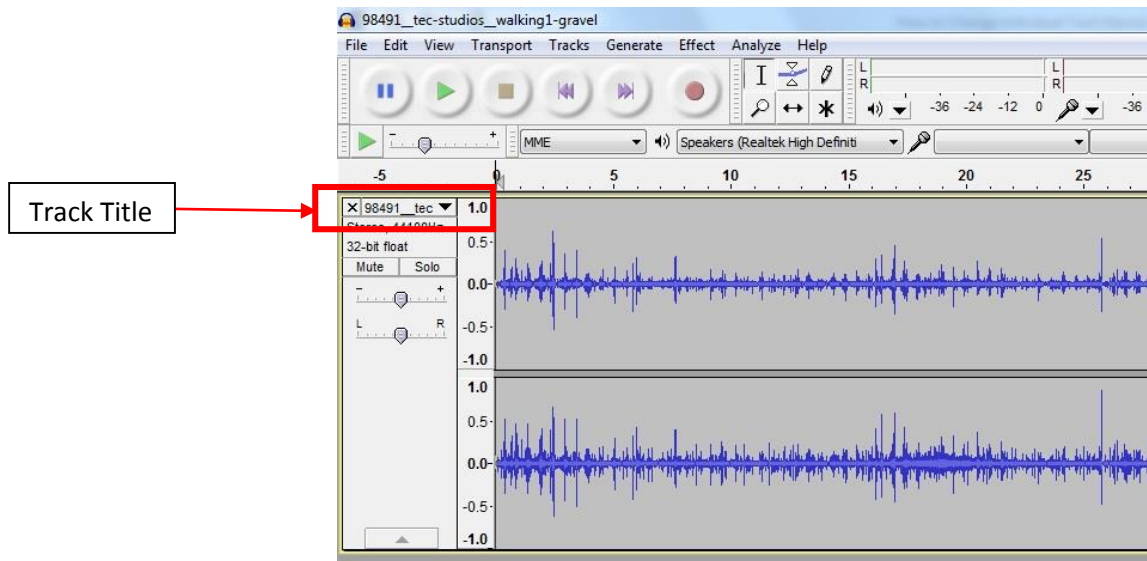 98491__tec-studios__walking1-gravel
File Edit View Transport Tracks Generate Effect Analyze Help
L
R
L
R
-36 -24 -12 0
-36
- +
MME
Speakers (Realtek High Definiti
-5 0 5 10 15 20 25
Track Title
98491__tec
1.0
Stereo, 44100Hz
32-bit float
0.5
Mute Solo
0.0
- +
L R
-0.5
-1.0
1.0
0.5
0.0
-0.5
-1.0